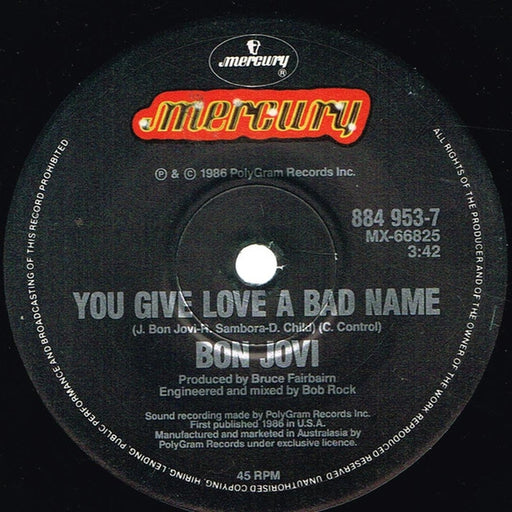 mercury
®
mercury
℗ & © 1986 PolyGram Records Inc.
884 953-7
MX-66825
3:42
YOU GIVE LOVE A BAD NAME
(J. Bon Jovi-R. Sambora-D. Child) (C. Control)
BON JOVI
Produced by Bruce Fairbairn
Engineered and mixed by Bob Rock
Sound recording made by PolyGram Records Inc.
First published 1986 in U.S.A.
Manufactured and marketed in Australasia by
PolyGram Records under exclusive licence.
45 RPM
ALL RIGHTS OF THE PRODUCER AND OF THE OWNER OF THE WORK REPRODUCED RESERVED UNAUTHORISED COPYING, HIRING, LENDING, PUBLIC PERFORMANCE AND BROADCASTING OF THIS RECORD PROHIBITED